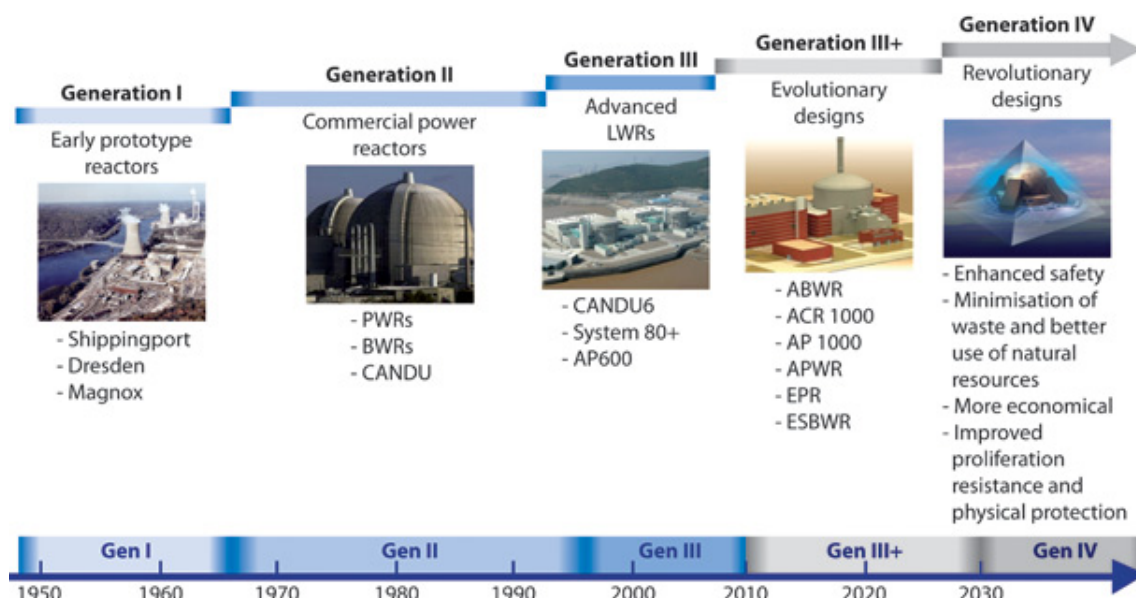 Generation I
Early prototype
reactors
- Shippingport
- Dresden
- Magnox
Generation II
Commercial power
reactors
- PWRs
- BWRs
- CANDU
Generation III
Advanced
LWRs
- CANDU6
- System 80+
- AP600
Generation III+
Evolutionary
designs
- ABWR
- ACR 1000
- AP 1000
- APWR
- EPR
- ESBWR
Generation IV
Revolutionary
designs
- Enhanced safety
- Minimisation of
waste and better
use of natural
resources
- More economical
- Improved
proliferation
resistance and
physical protection
Gen I Gen II Gen III Gen III+ Gen IV
1950 1960 1970 1980 1990 2000 2010 2020 2030